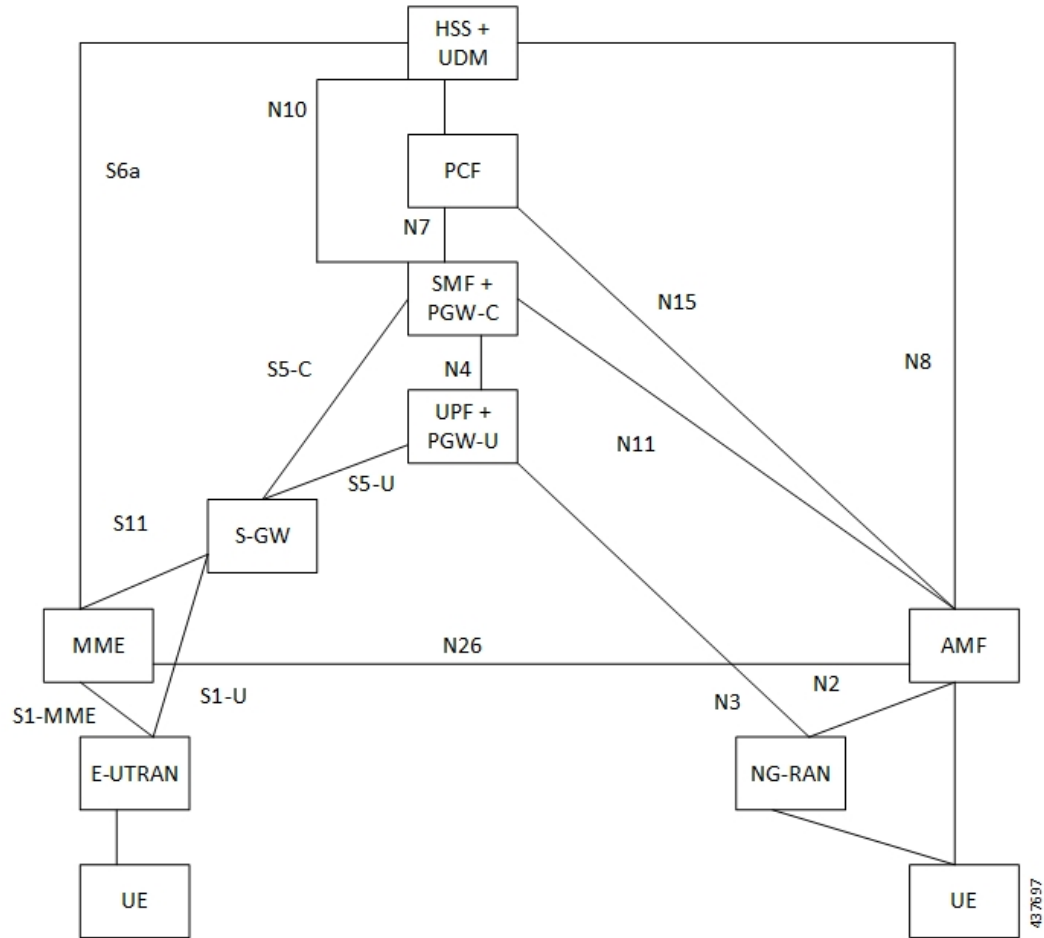 HSS +
UDM
N10
S6a
PCF
N7
SMF +
PGW-C
N15
S5-C
N4
N8
UPF +
PGW-U
N11
S5-U
S11
S-GW
MME
N26
AMF
S1-MME
S1-U
N3
N2
E-UTRAN
NG-RAN
UE
UE
437697